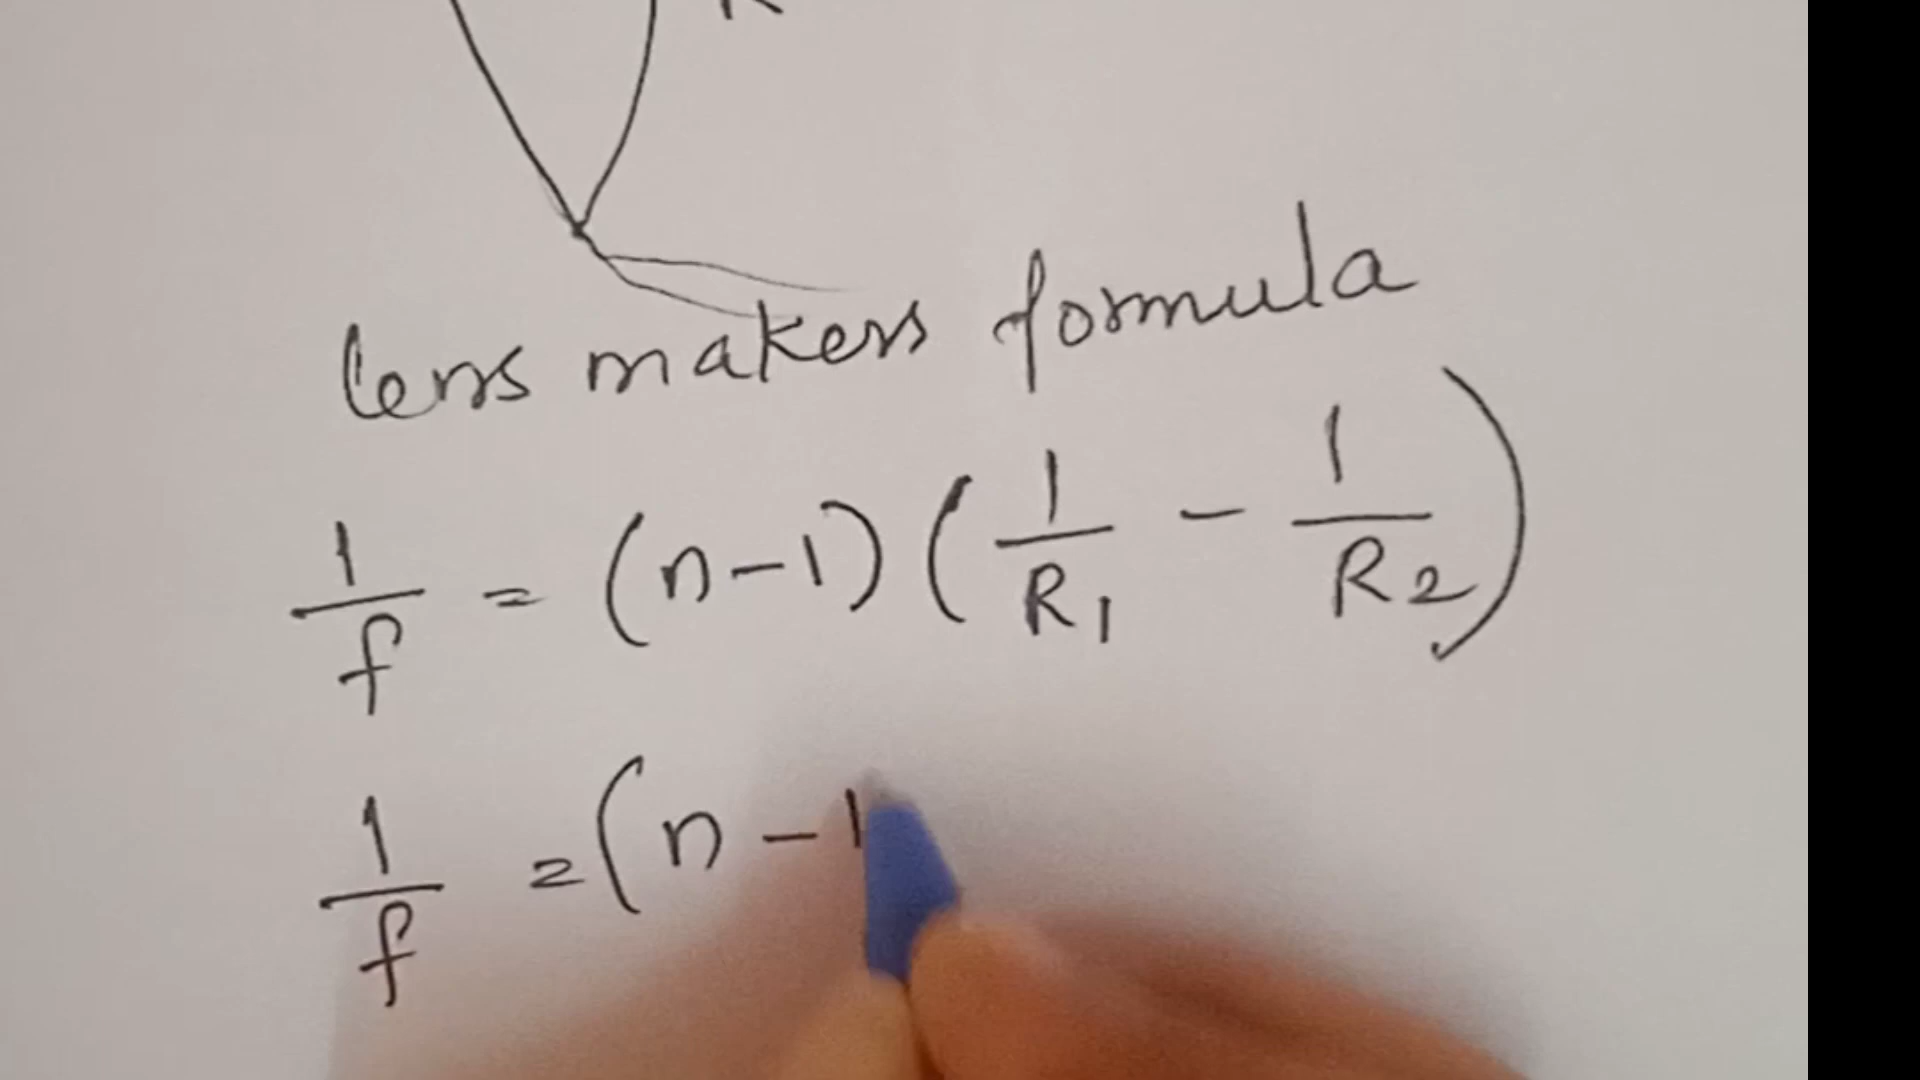 lens makers formula
1/f = (n-1) (1/R1 - 1/R2)
1/f = (n-1